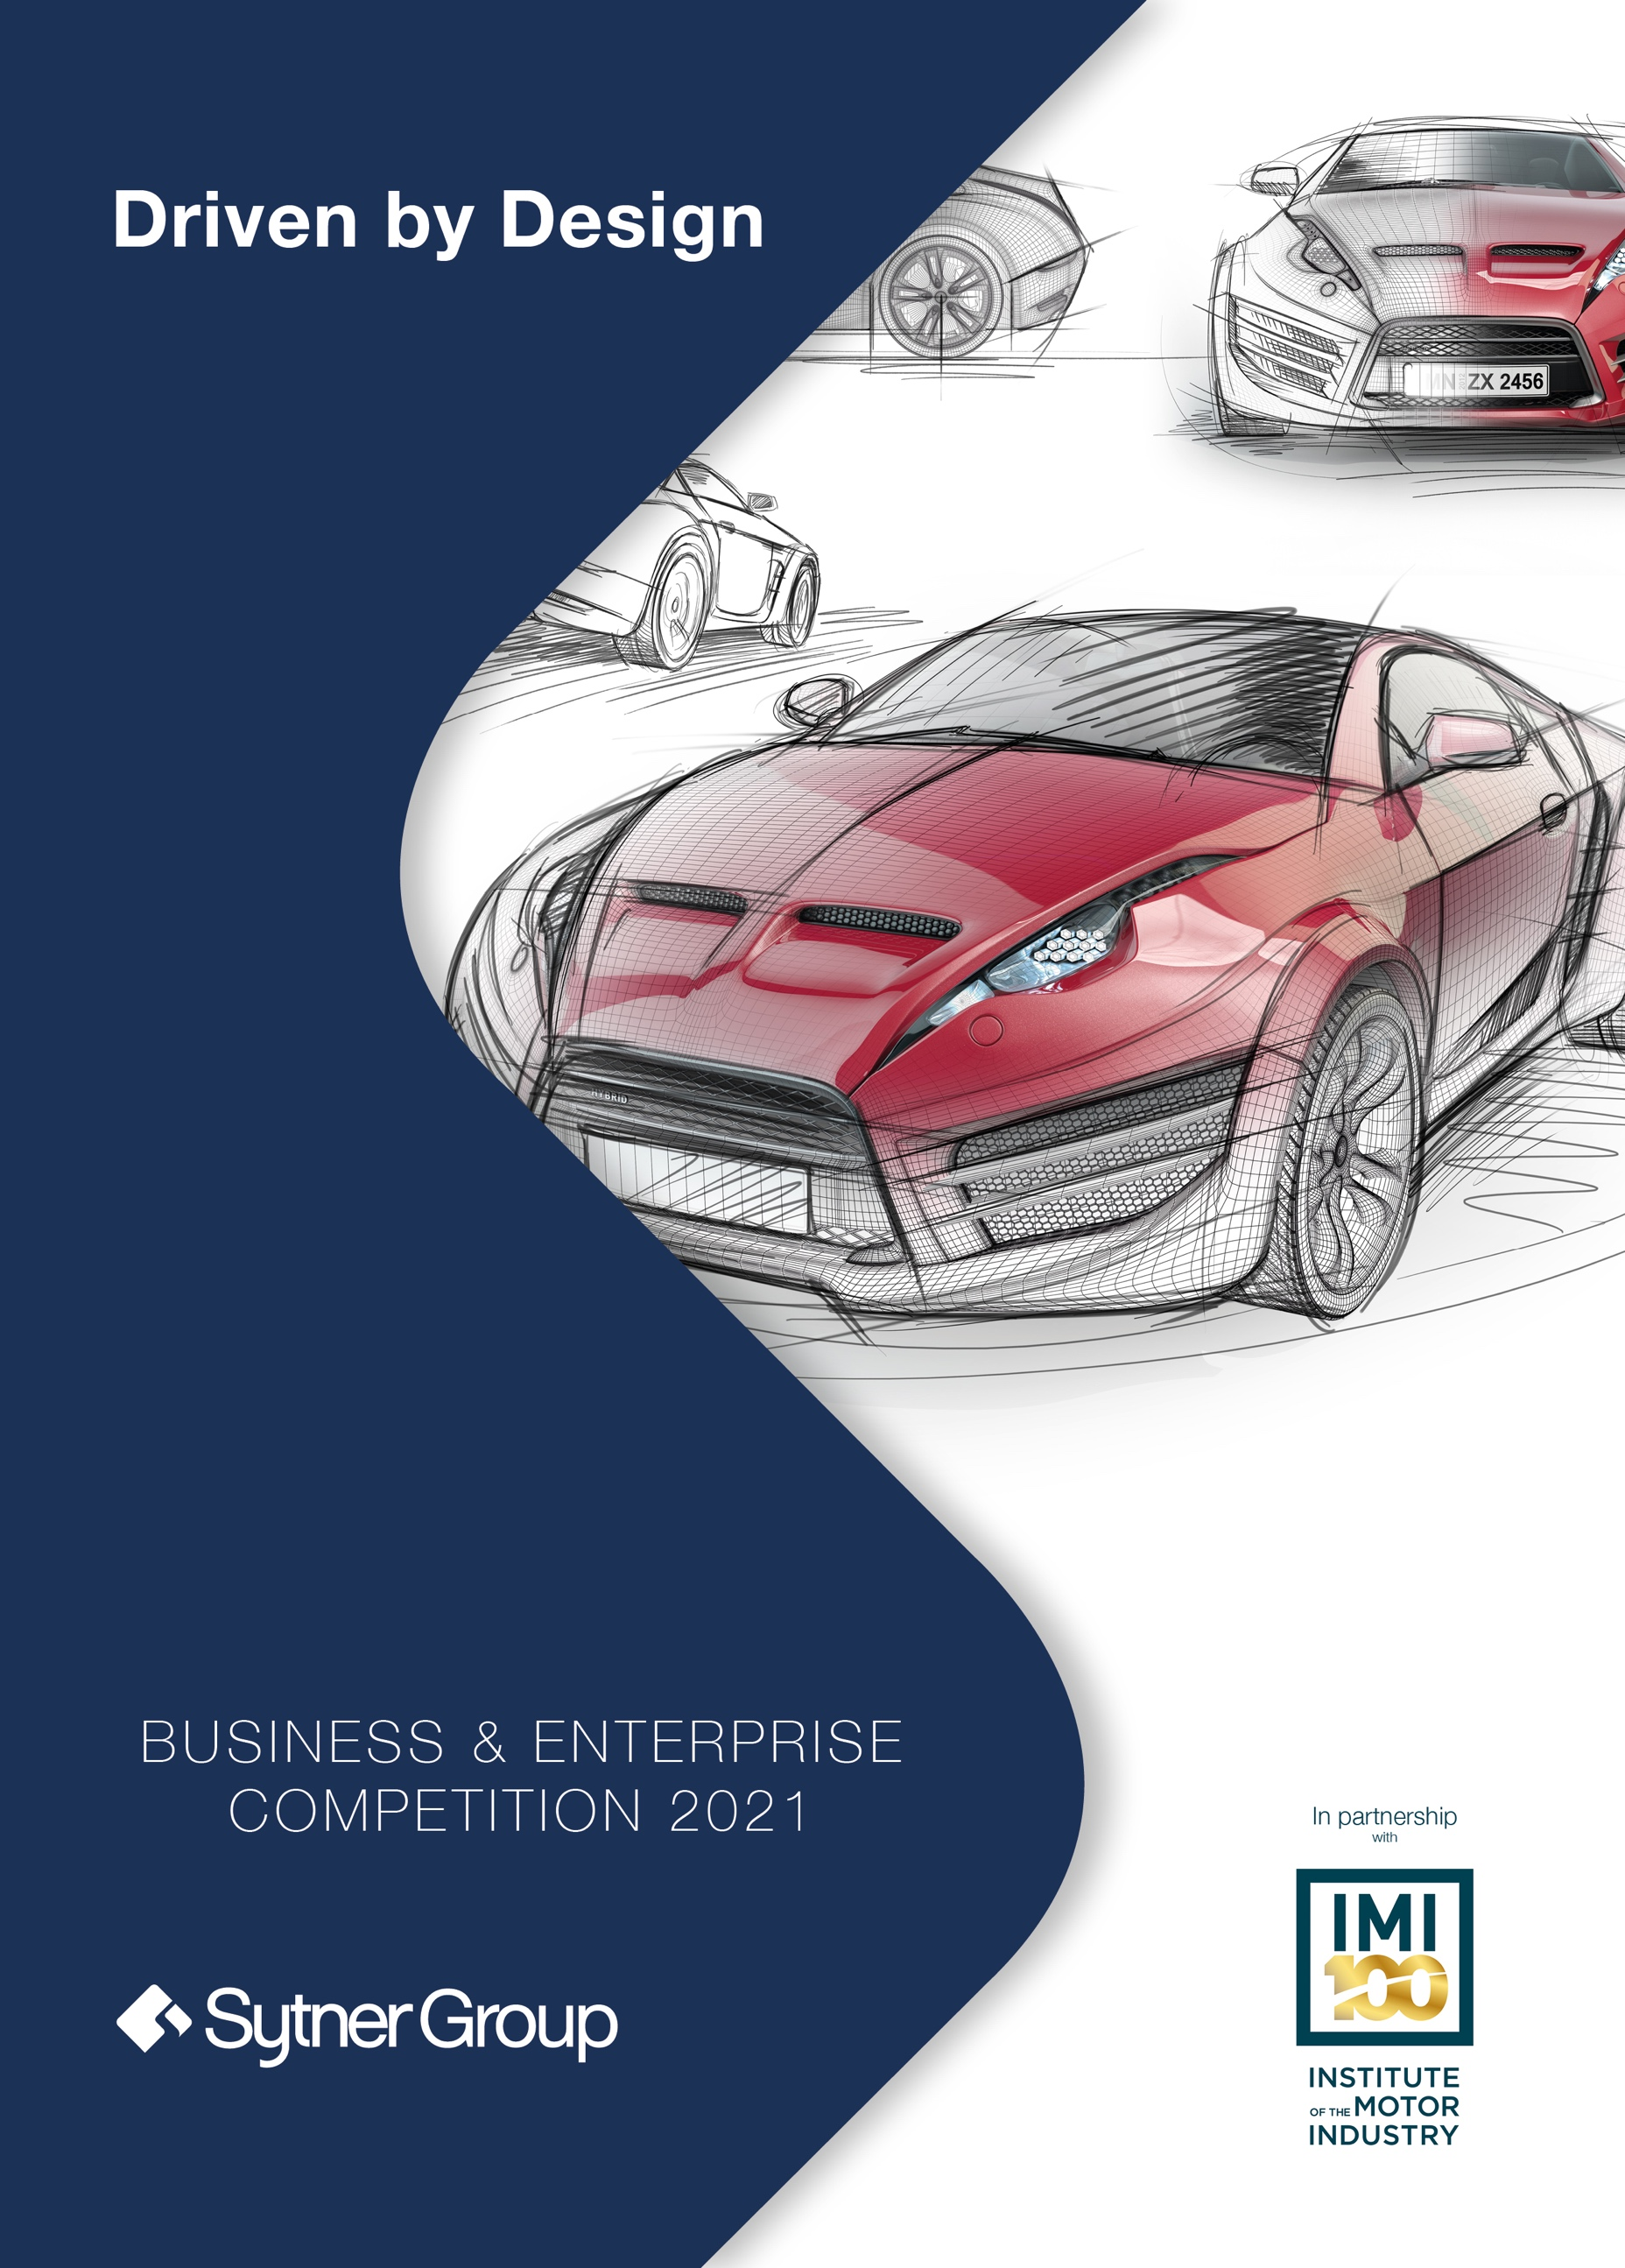 Driven by Design
MN ZX 2456
HYBRID
BUSINESS & ENTERPRISE
COMPETITION 2021
Sytner Group
In partnership
with
IMI
100
INSTITUTE
OF THE MOTOR
INDUSTRY